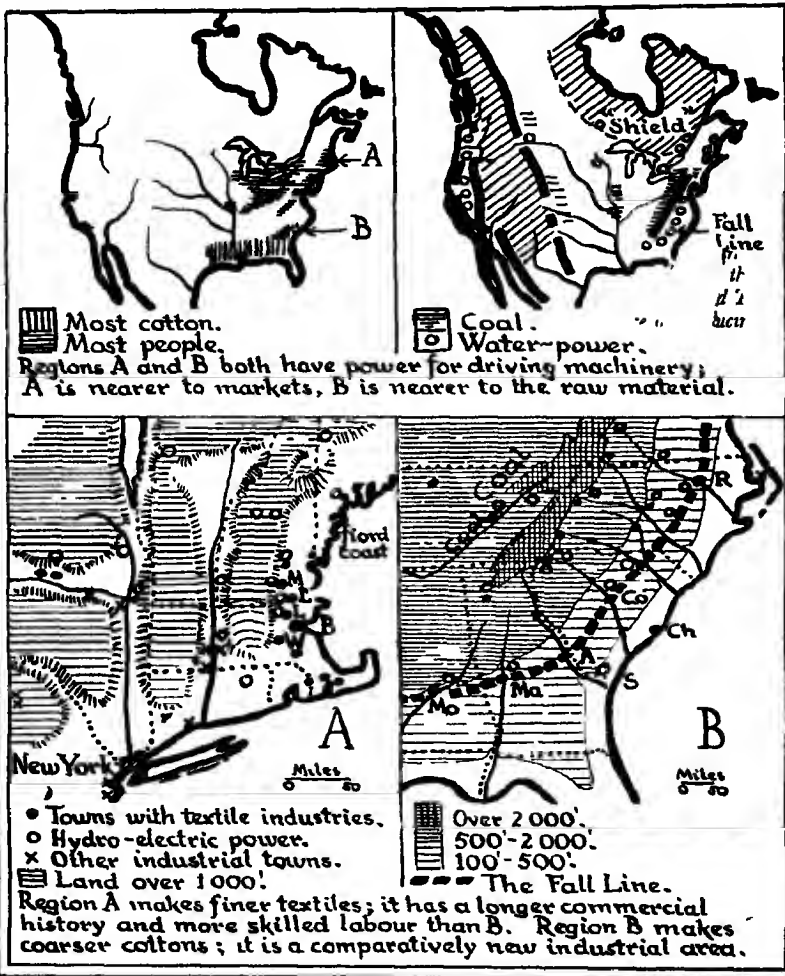 A
B
Most cotton.
Most people.
Shield
Fall
Line
Coal.
Water-power.
Regions A and B both have power for driving machinery;
A is nearer to markets, B is nearer to the raw material.
fiord
coast
M
L
L
B
W
New York
A
Miles
0 50
• Towns with textile industries.
o Hydro-electric power.
x Other industrial towns.
Land over 1000'.
Coal
Coal
R
Co
Ch
A
S
Ma
Mo
B
Miles
0 50
Over 2000'.
500'-2000'.
100'-500'.
The Fall Line.
Region A makes finer textiles; it has a longer commercial
history and more skilled labour than B. Region B makes
coarser cottons; it is a comparatively new industrial area.